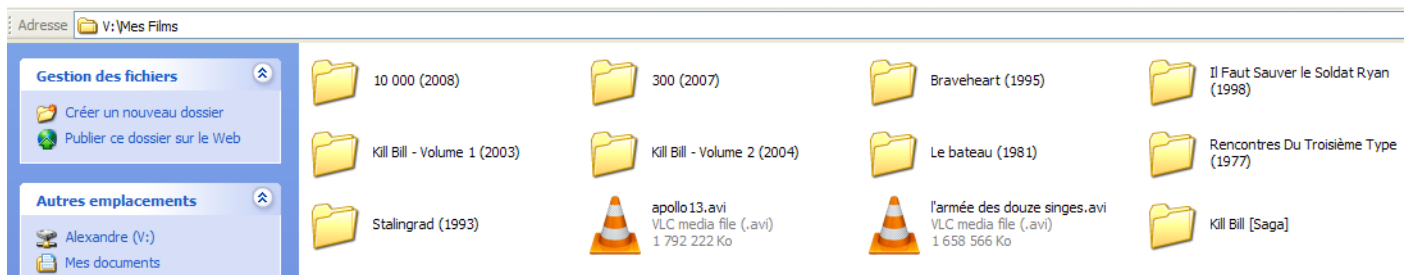 Adresse V:\Mes Films
Gestion des fichiers
Créer un nouveau dossier
Publier ce dossier sur le Web
Autres emplacements
Alexandre (V:)
Mes documents
10 000 (2008)
300 (2007)
Braveheart (1995)
Il Faut Sauver le Soldat Ryan
(1998)
Kill Bill - Volume 1 (2003)
Kill Bill - Volume 2 (2004)
Le bateau (1981)
Rencontres Du Troisième Type
(1977)
Stalingrad (1993)
apollo13.avi
VLC media file (.avi)
1 792 222 Ko
l'armée des douze singes.avi
VLC media file (.avi)
1 658 566 Ko
Kill Bill [Saga]